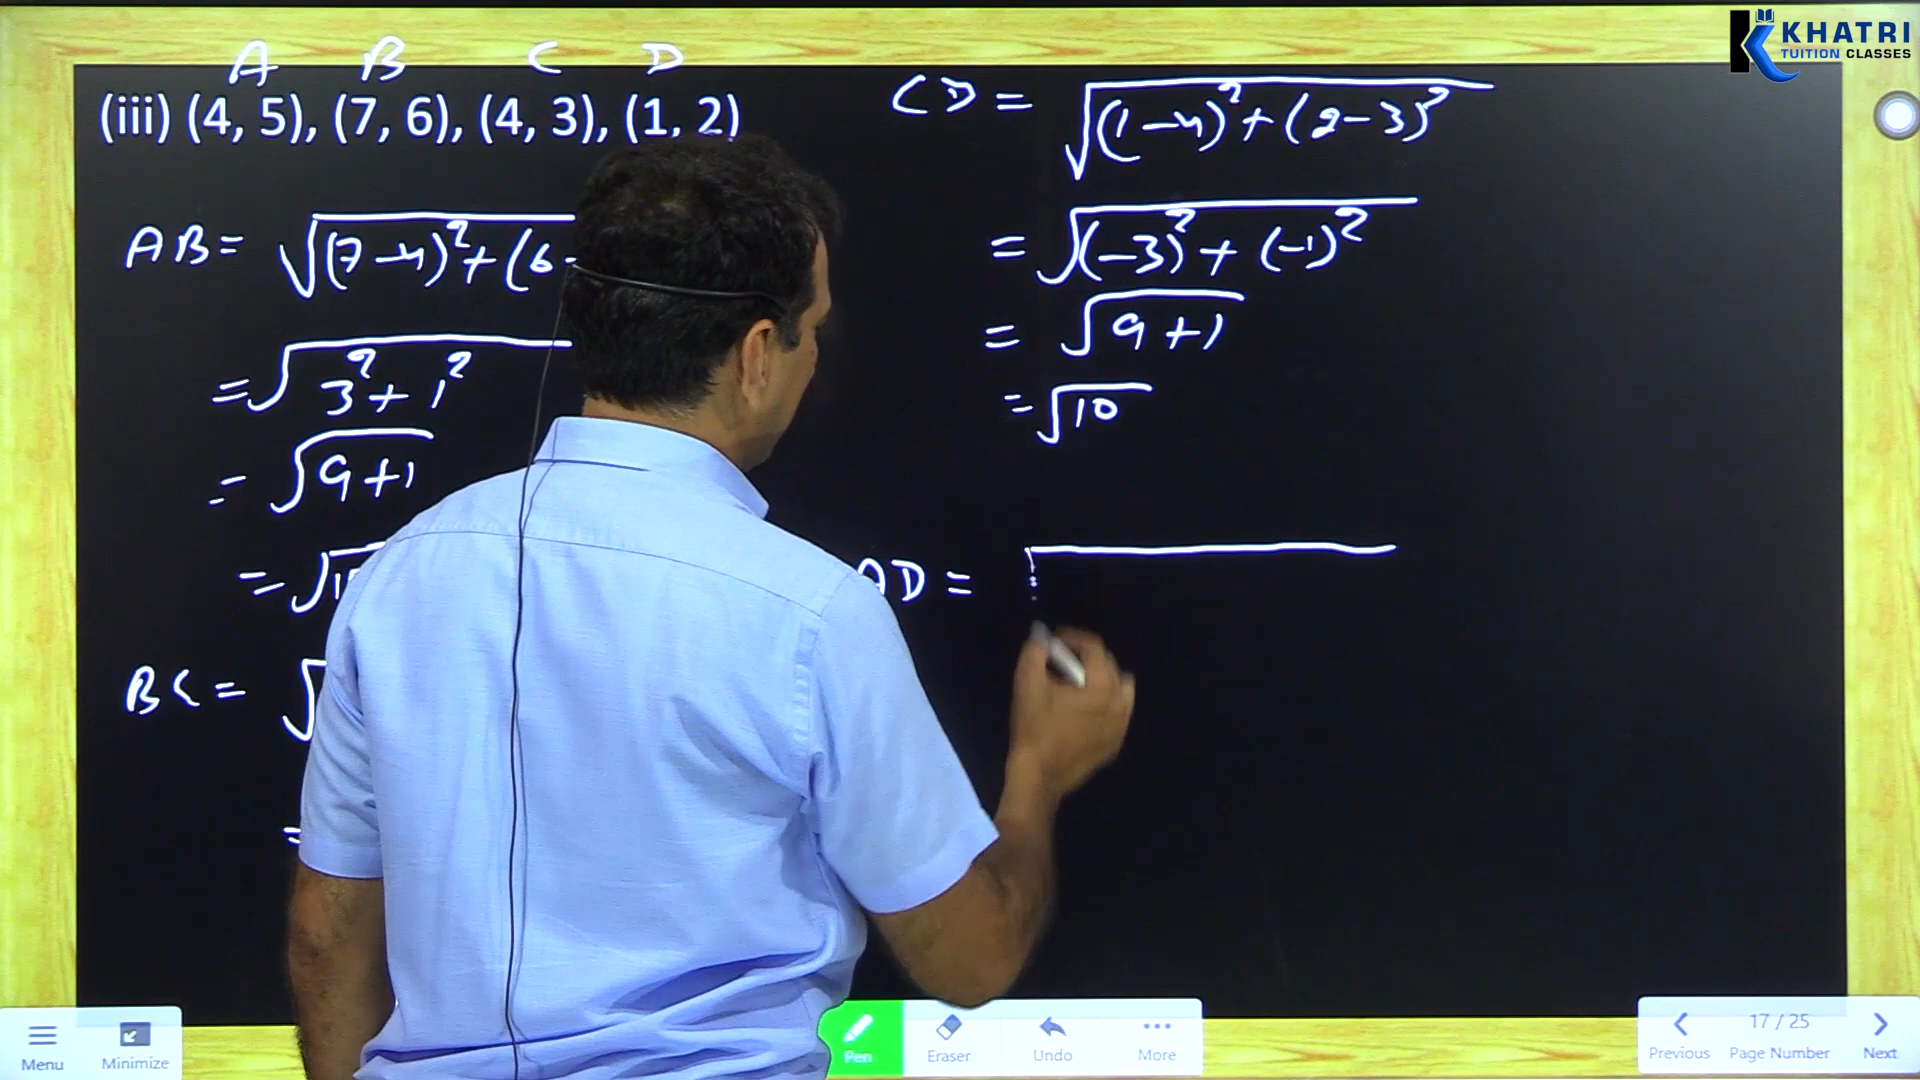 A B C D
(iii) (4, 5), (7, 6), (4, 3), (1, 2)
AB = √(7-4)²+(6-
= √3²+1²
= √9+1
= √1
BC = √
=
CD = √(1-4)²+(2-3)²
= √(-3)²+(-1)²
= √9+1
= √10
AD =
KHATRI
TUITION CLASSES
Menu
Minimize
Pen
Eraser
Undo
More
Previous
17 / 25
Page Number
Next